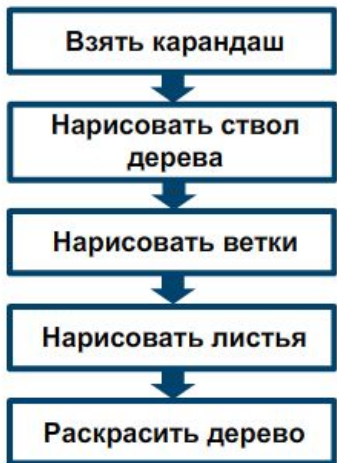 Взять карандаш
Нарисовать ствол
дерева
Нарисовать ветки
Нарисовать листья
Раскрасить дерево